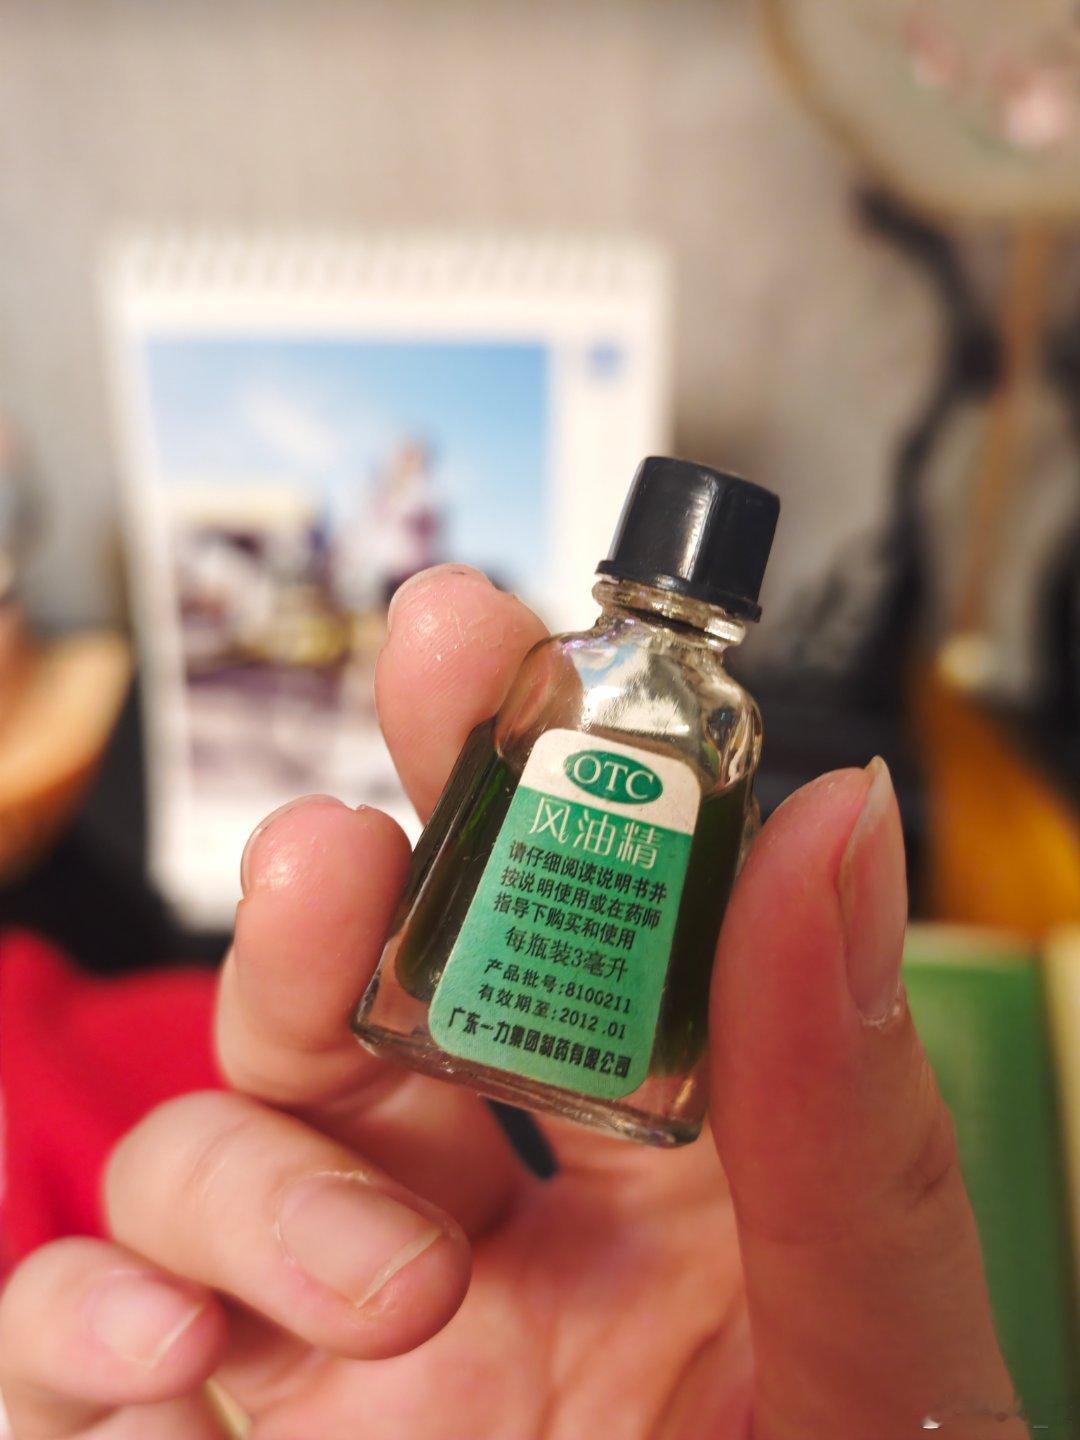 OTC
风油精
请仔细阅读说明书并
按说明使用或在药师
指导下购买和使用
每瓶装3毫升
产品批号:8100211
有效期至:2012.01
广东一力集团制药有限公司